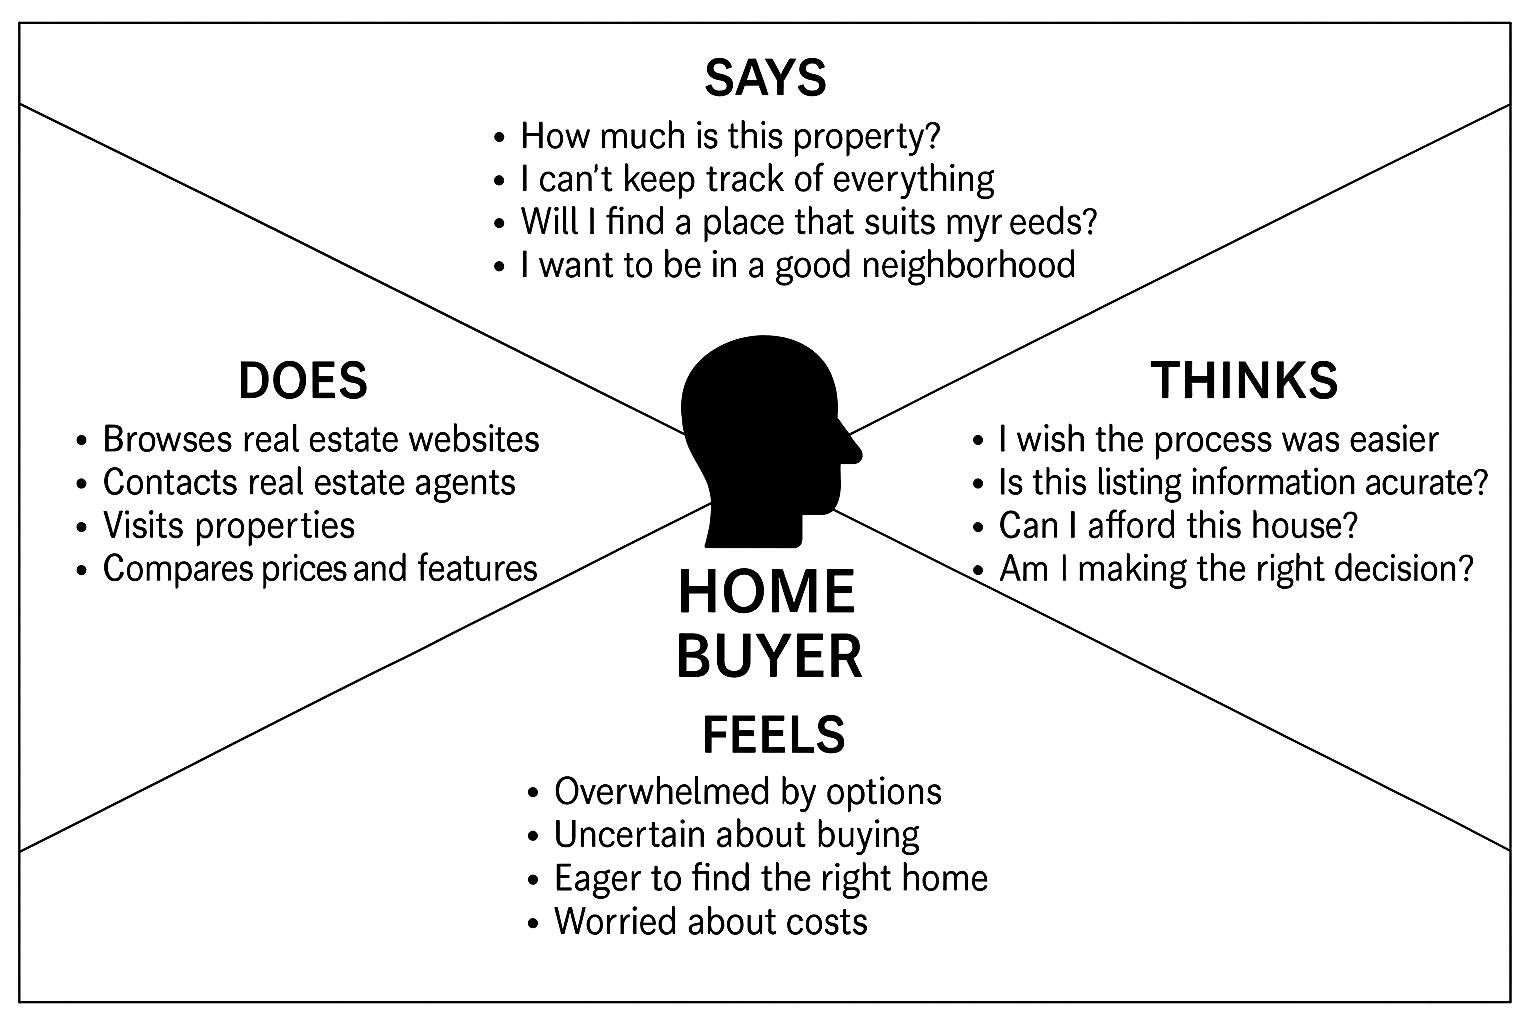 SAYS
• How much is this property?
• I can't keep track of everything
• Will I find a place that suits myr eeds?
• I want to be in a good neighborhood
DOES
• Browses real estate websites
• Contacts real estate agents
• Visits properties
• Compares prices and features
THINKS
• I wish the process was easier
• Is this listing information acurate?
• Can I afford this house?
• Am I making the right decision?
HOME
BUYER
FEELS
• Overwhelmed by options
• Uncertain about buying
• Eager to find the right home
• Worried about costs